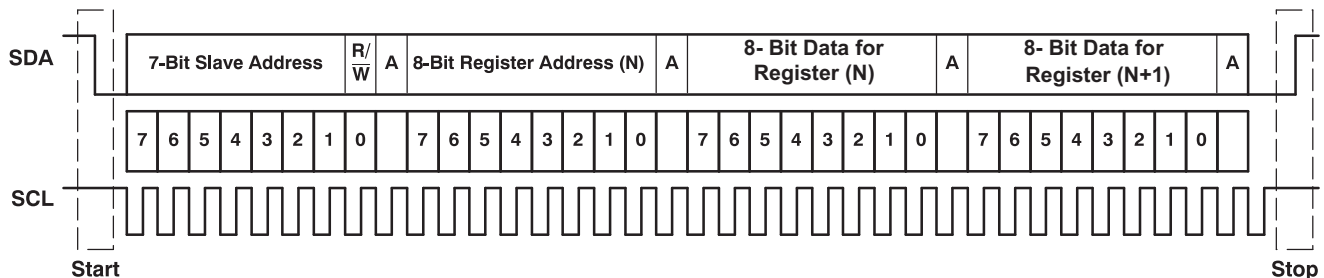 SDA
7-Bit Slave Address
R/
W
A
8-Bit Register Address (N)
A
8- Bit Data for
Register (N)
A
8- Bit Data for
Register (N+1)
A
7 6 5 4 3 2 1 0 7 6 5 4 3 2 1 0 7 6 5 4 3 2 1 0 7 6 5 4 3 2 1 0
SCL
Start
Stop